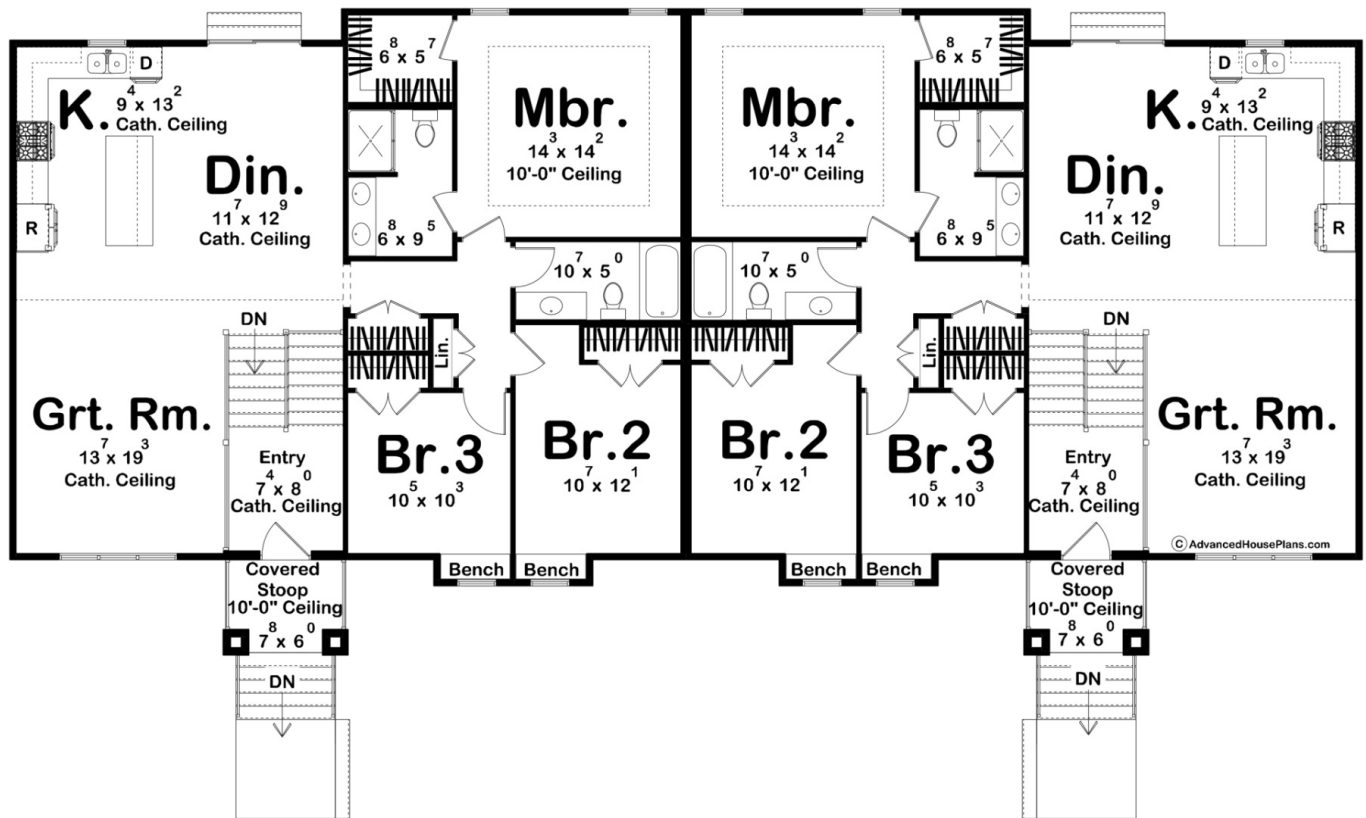 6⁸ x 5⁷
6⁸ x 5⁷
D
D
K.
9⁴ x 13²
Cath. Ceiling
Mbr.
14³ x 14²
10'-0" Ceiling
Mbr.
14³ x 14²
10'-0" Ceiling
K.
9⁴ x 13²
Cath. Ceiling
Din.
11⁷ x 12⁹
Cath. Ceiling
Din.
11⁷ x 12⁹
Cath. Ceiling
R
R
6⁸ x 9⁵
6⁸ x 9⁵
10⁷ x 5⁰
10⁷ x 5⁰
DN
DN
Lin.
Lin.
Grt. Rm.
13⁷ x 19³
Cath. Ceiling
Br.3
10⁵ x 10³
Br.2
10⁷ x 12¹
Br.2
10⁷ x 12¹
Br.3
10⁵ x 10³
Grt. Rm.
13⁷ x 19³
Cath. Ceiling
Entry
7⁴ x 8⁰
Cath. Ceiling
Entry
7⁴ x 8⁰
Cath. Ceiling
© AdvancedHousePlans.com
Bench
Bench
Bench
Bench
Covered
Stoop
10'-0" Ceiling
7⁸ x 6⁰
Covered
Stoop
10'-0" Ceiling
7⁸ x 6⁰
DN
DN